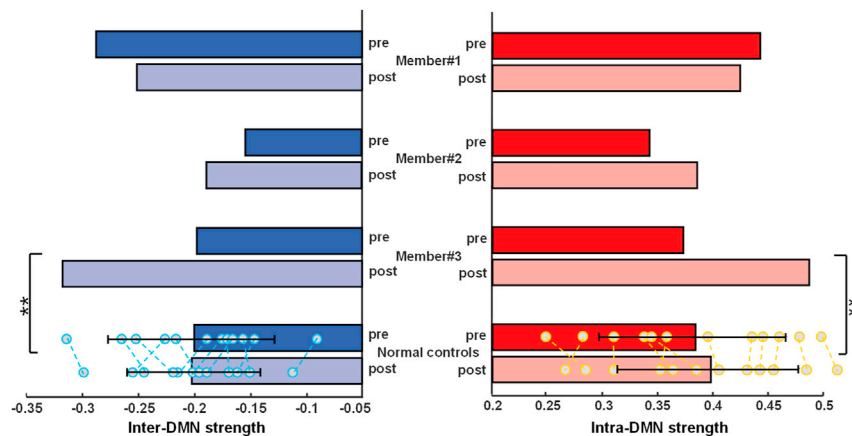 pre pre
Member#1
post post
pre pre
Member#2
post post
pre pre
Member#3
post post
**
pre pre
Normal controls
post post
-0.35 -0.3 -0.25 -0.2 -0.15 -0.1 -0.05 0.2 0.25 0.3 0.35 0.4 0.45 0.5
Inter-DMN strength Intra-DMN strength